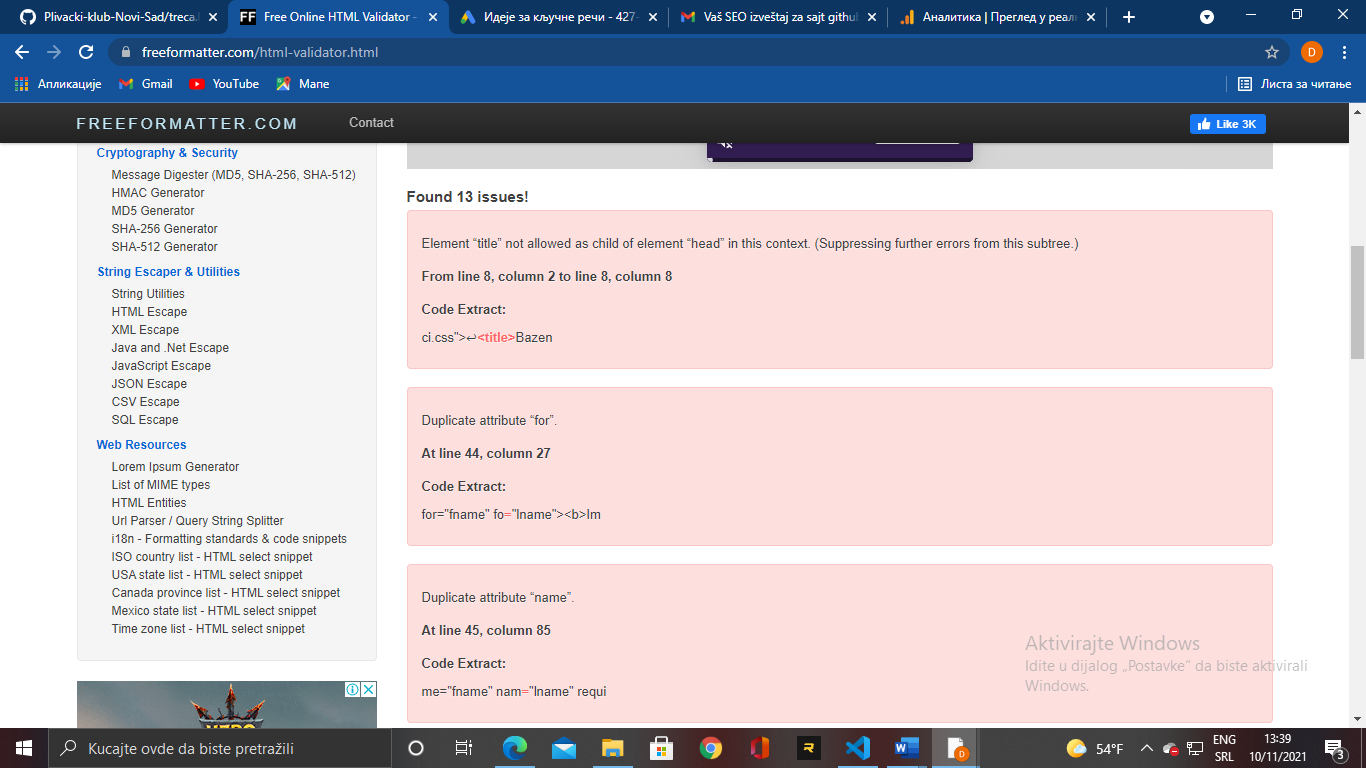 Plivacki-klub-Novi-Sad/treca.l
Free Online HTML Validator -
Идеје за кључне речи - 427-
Vaš SEO izveštaj za sajt githul
Аналитика | Преглед у реалн
freeformatter.com/html-validator.html
D
Апликације
Gmail
YouTube
Мапе
Листа за читање
FREEFORMATTER.COM
Contact
Like 3K
Cryptography & Security
Message Digester (MD5, SHA-256, SHA-512)
HMAC Generator
MD5 Generator
SHA-256 Generator
SHA-512 Generator
String Escaper & Utilities
String Utilities
HTML Escape
XML Escape
Java and .Net Escape
JavaScript Escape
JSON Escape
CSV Escape
SQL Escape
Web Resources
Lorem Ipsum Generator
List of MIME types
HTML Entities
Url Parser / Query String Splitter
i18n - Formatting standards & code snippets
ISO country list - HTML select snippet
USA state list - HTML select snippet
Canada province list - HTML select snippet
Mexico state list - HTML select snippet
Time zone list - HTML select snippet
Found 13 issues!
Element “title” not allowed as child of element “head” in this context. (Suppressing further errors from this subtree.)
From line 8, column 2 to line 8, column 8
Code Extract:
ci.css">↩<title>Bazen
Duplicate attribute “for”.
At line 44, column 27
Code Extract:
for="fname" fo="lname"><b>Im
Duplicate attribute “name”.
At line 45, column 85
Code Extract:
me="fname" nam="lname" requi
Aktivirajte Windows
Idite u dijalog „Postavke“ da biste aktivirali
Windows.
Kucajte ovde da biste pretražili
54°F
ENG
SRL
13:39
10/11/2021
3